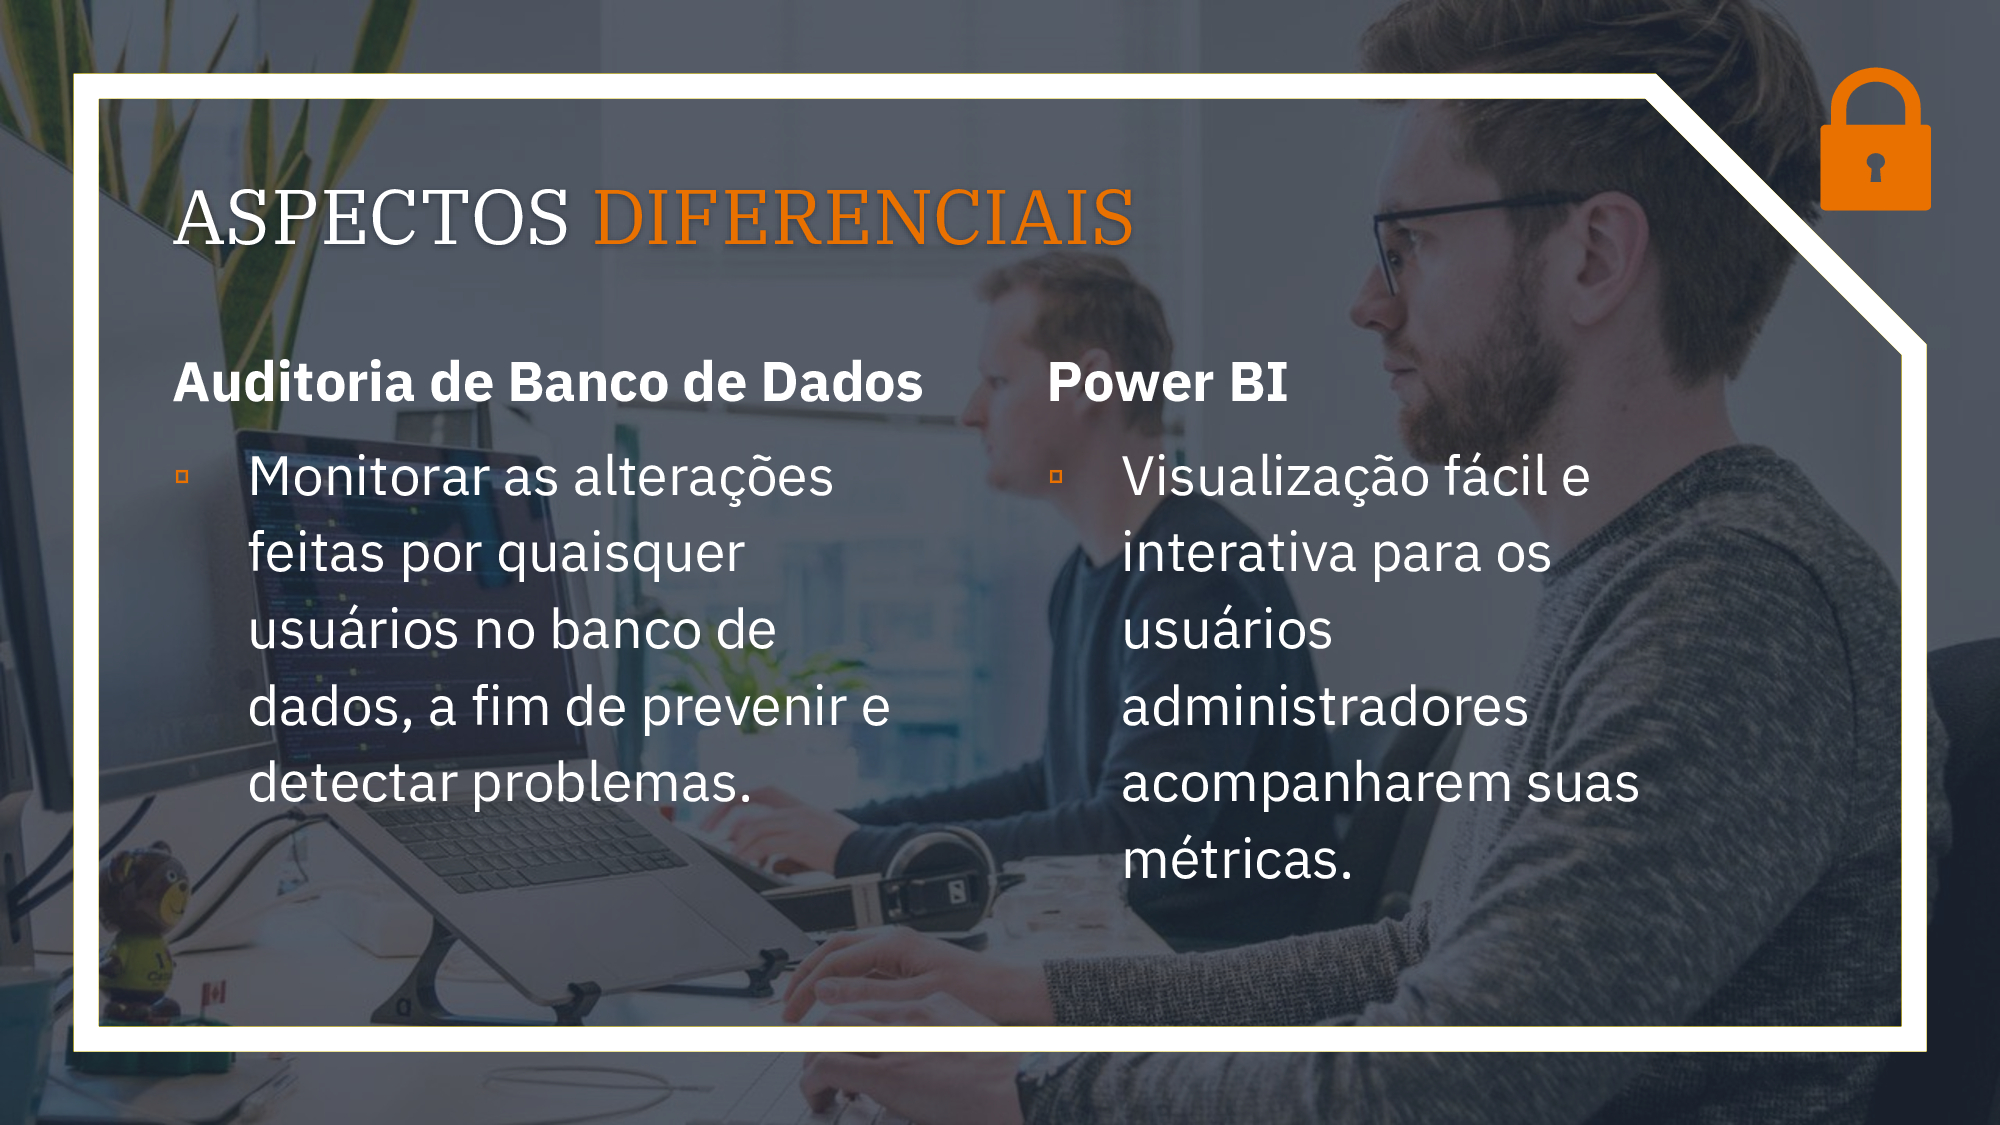 ASPECTOS DIFERENCIAIS
Auditoria de Banco de Dados
Monitorar as alterações
feitas por quaisquer
usuários no banco de
dados, a fim de prevenir e
detectar problemas.
Power BI
Visualização fácil e
interativa para os
usuários
administradores
acompanharem suas
métricas.